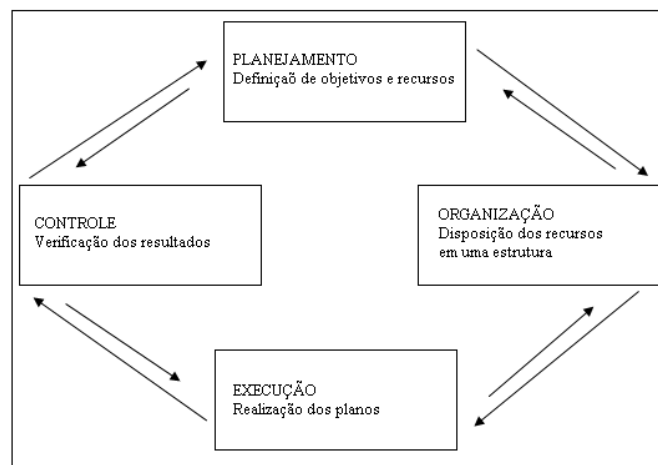 PLANEJAMENTO
Definiçaõ de objetivos e recursos
CONTROLE
Verificação dos resultados
ORGANIZAÇÃO
Disposição dos recursos
em uma estrutura
EXECUÇÃO
Realização dos planos